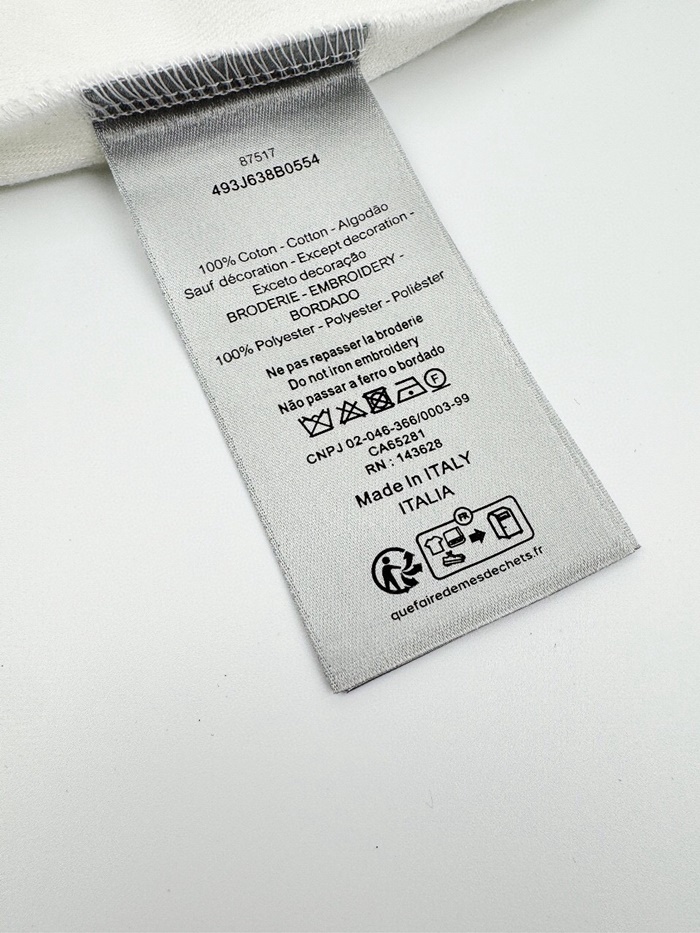 87517
493J638B0554
100% Coton - Cotton - Algodão
Sauf décoration - Except decoration -
Exceto decoração
BRODERIE - EMBROIDERY -
BORDADO
100% Polyester - Polyester - Poliéster
Ne pas repasser la broderie
Do not iron embroidery
Não passar a ferro o bordado
F
CNPJ 02-046-366/0003-99
CA65281
RN : 143628
Made In ITALY
ITALIA
FR
quefairedemesdechets.fr